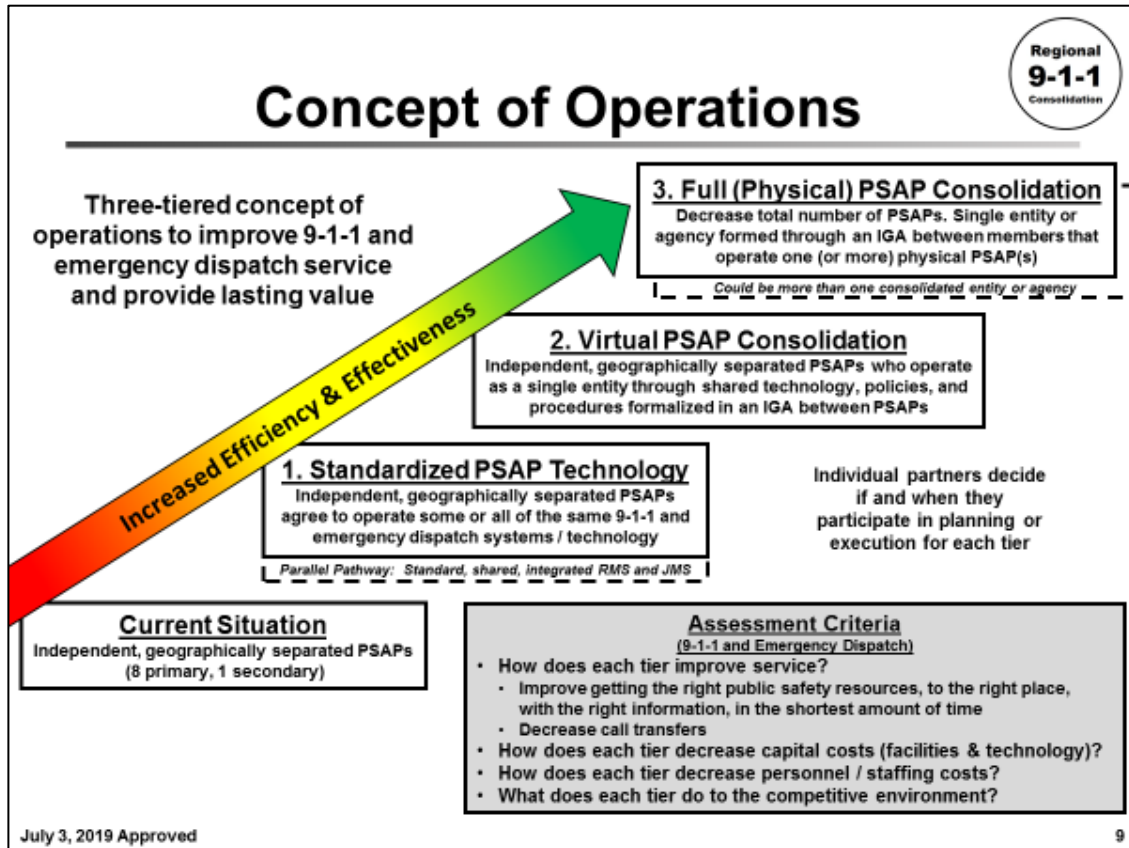 Regional
9-1-1
Consolidation
Concept of Operations
Three-tiered concept of
operations to improve 9-1-1 and
emergency dispatch service
and provide lasting value
Increased Efficiency & Effectiveness
3. Full (Physical) PSAP Consolidation
Decrease total number of PSAPs. Single entity or
agency formed through an IGA between members that
operate one (or more) physical PSAP(s)
Could be more than one consolidated entity or agency
2. Virtual PSAP Consolidation
Independent, geographically separated PSAPs who operate
as a single entity through shared technology, policies, and
procedures formalized in an IGA between PSAPs
1. Standardized PSAP Technology
Independent, geographically separated PSAPs
agree to operate some or all of the same 9-1-1 and
emergency dispatch systems / technology
Parallel Pathway: Standard, shared, integrated RMS and JMS
Individual partners decide
if and when they
participate in planning or
execution for each tier
Current Situation
Independent, geographically separated PSAPs
(8 primary, 1 secondary)
Assessment Criteria
(9-1-1 and Emergency Dispatch)
• How does each tier improve service?
• Improve getting the right public safety resources, to the right place,
with the right information, in the shortest amount of time
• Decrease call transfers
• How does each tier decrease capital costs (facilities & technology)?
• How does each tier decrease personnel / staffing costs?
• What does each tier do to the competitive environment?
July 3, 2019 Approved
9